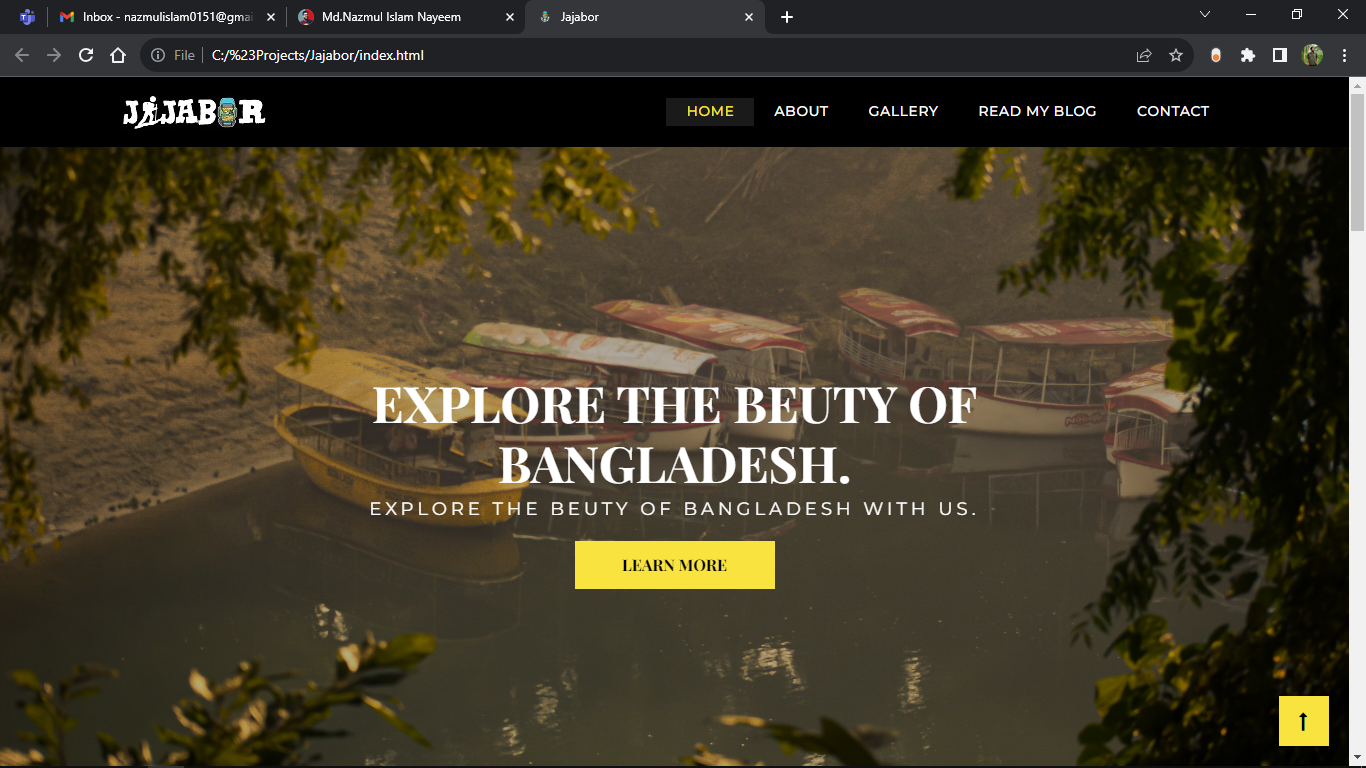 Inbox - nazmulislam0151@gmai
Md.Nazmul Islam Nayeem
Jajabor
File
C:/%23Projects/Jajabor/index.html
JAJABOR
HOME
ABOUT
GALLERY
READ MY BLOG
CONTACT
EXPLORE THE BEUTY OF
BANGLADESH.
EXPLORE THE BEUTY OF BANGLADESH WITH US.
LEARN MORE